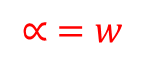 ∝ = w